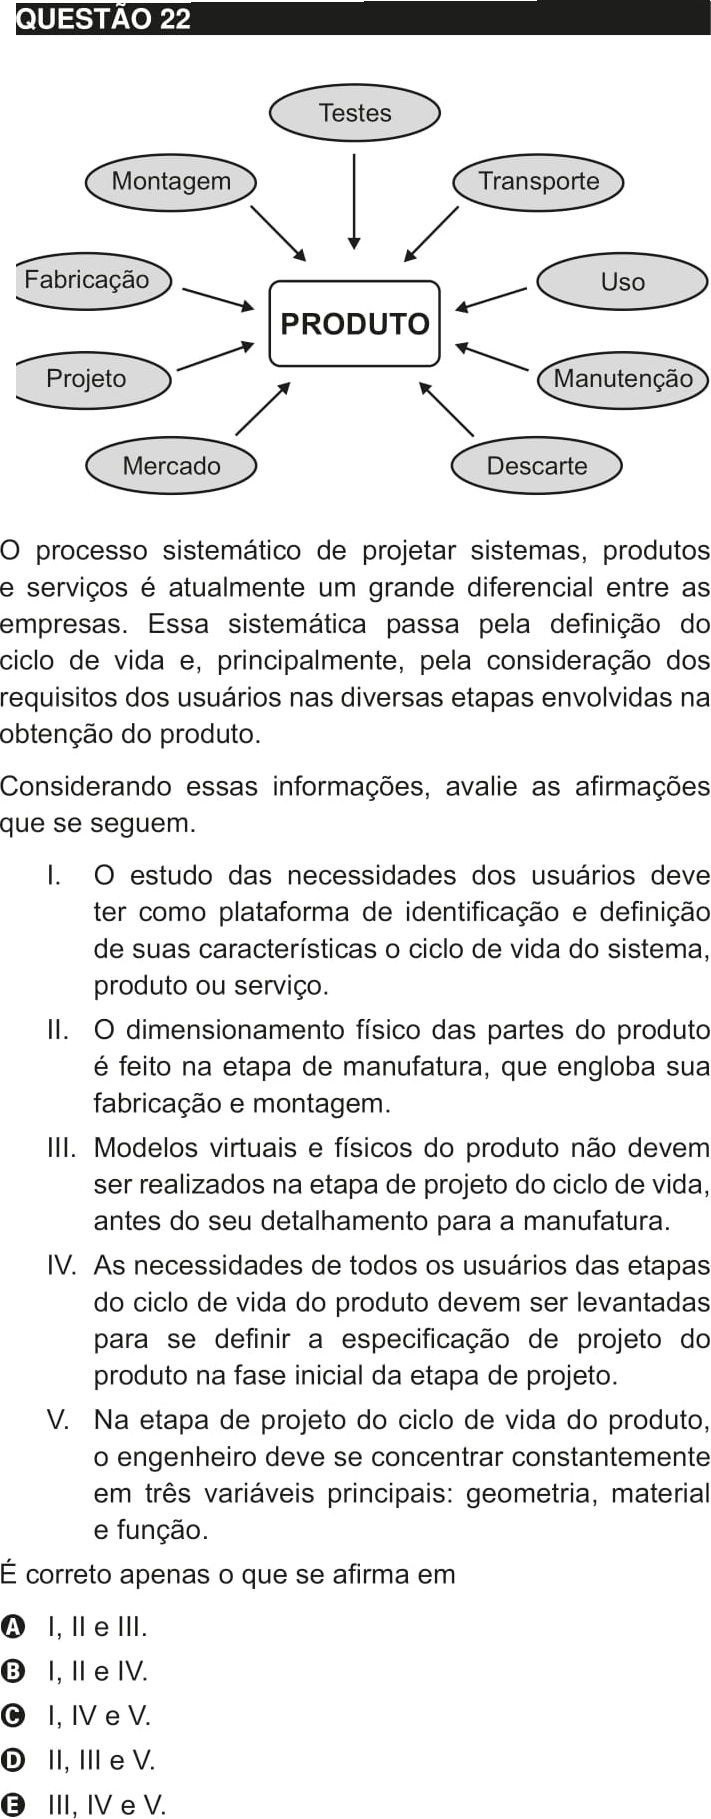 QUESTÃO 22
Testes
Montagem
Transporte
Fabricação
Uso
PRODUTO
Projeto
Manutenção
Mercado
Descarte
O processo sistemático de projetar sistemas, produtos
e serviços é atualmente um grande diferencial entre as
empresas. Essa sistemática passa pela definição do
ciclo de vida e, principalmente, pela consideração dos
requisitos dos usuários nas diversas etapas envolvidas na
obtenção do produto.
Considerando essas informações, avalie as afirmações
que se seguem.
I. O estudo das necessidades dos usuários deve
ter como plataforma de identificação e definição
de suas características o ciclo de vida do sistema,
produto ou serviço.
II. O dimensionamento físico das partes do produto
é feito na etapa de manufatura, que engloba sua
fabricação e montagem.
III. Modelos virtuais e físicos do produto não devem
ser realizados na etapa de projeto do ciclo de vida,
antes do seu detalhamento para a manufatura.
IV. As necessidades de todos os usuários das etapas
do ciclo de vida do produto devem ser levantadas
para se definir a especificação de projeto do
produto na fase inicial da etapa de projeto.
V. Na etapa de projeto do ciclo de vida do produto,
o engenheiro deve se concentrar constantemente
em três variáveis principais: geometria, material
e função.
É correto apenas o que se afirma em
A I, II e III.
B I, II e IV.
C I, IV e V.
D II, III e V.
E III, IV e V.